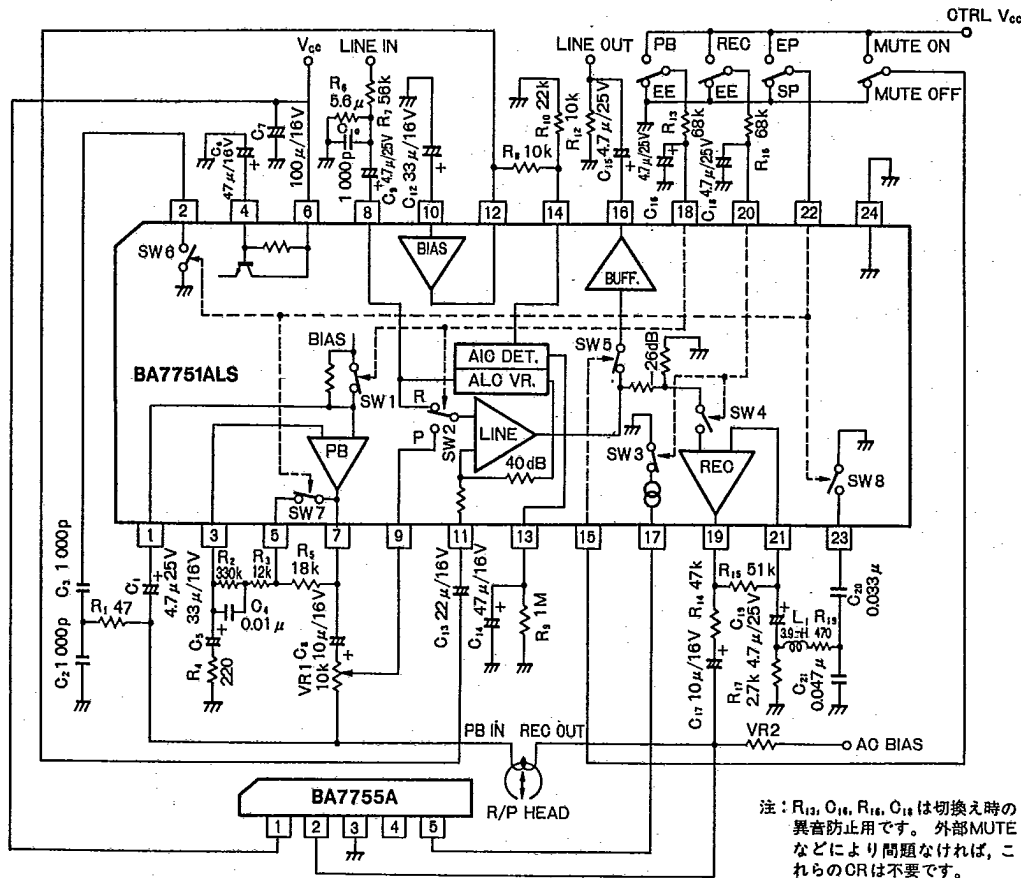 CTRL Vcc
Vcc
LINE IN
LINE OUT
PB
REC
EP
MUTE ON
EE
EE
SP
MUTE OFF
R6
5.6μ
R7 56k
C7
100μ/16V
C6
47μ/16V
C10
1000p
C9
4.7μ/25V
C12 33μ/16V
R8 10k
R10 22k
R12 10k
C15 4.7μ/25V
R13
68k
C16
4.7μ/25V
R16
68k
C18 4.7μ/25V
2
4
6
8
10
12
14
16
18
20
22
24
SW6
BIAS
BUFF.
BIAS
SW1
BA7751ALS
AIC DET.
ALC VR.
R
P
SW2
LINE
40dB
PB
SW7
SW5
26dB
SW4
SW3
REC
SW8
1
3
5
7
9
11
13
15
17
19
21
23
C3 1000p
R1 47
C2 1000p
C1
4.7μ 25V
R2
330k
R3
12k
R5
18k
C4
0.01μ
33μ/16V
C5
R4
220
C8
10μ/16V
VR1
10k
C13 22μ/16V
C14 47μ/16V
R9 1M
R14 47k
R15 51k
C17 10μ/16V
C19
4.7μ/25V
R17
2.7k
L1
3.9mH
R19
470
C20
0.033μ
C21
0.047μ
PB IN REC OUT
VR2
AC BIAS
R/P HEAD
BA7755A
1
2
3
4
5
注:R13, C16, R16, C18は切換え時の
異音防止用です。 外部MUTE
などにより問題なければ,こ
れらのCRは不要です。